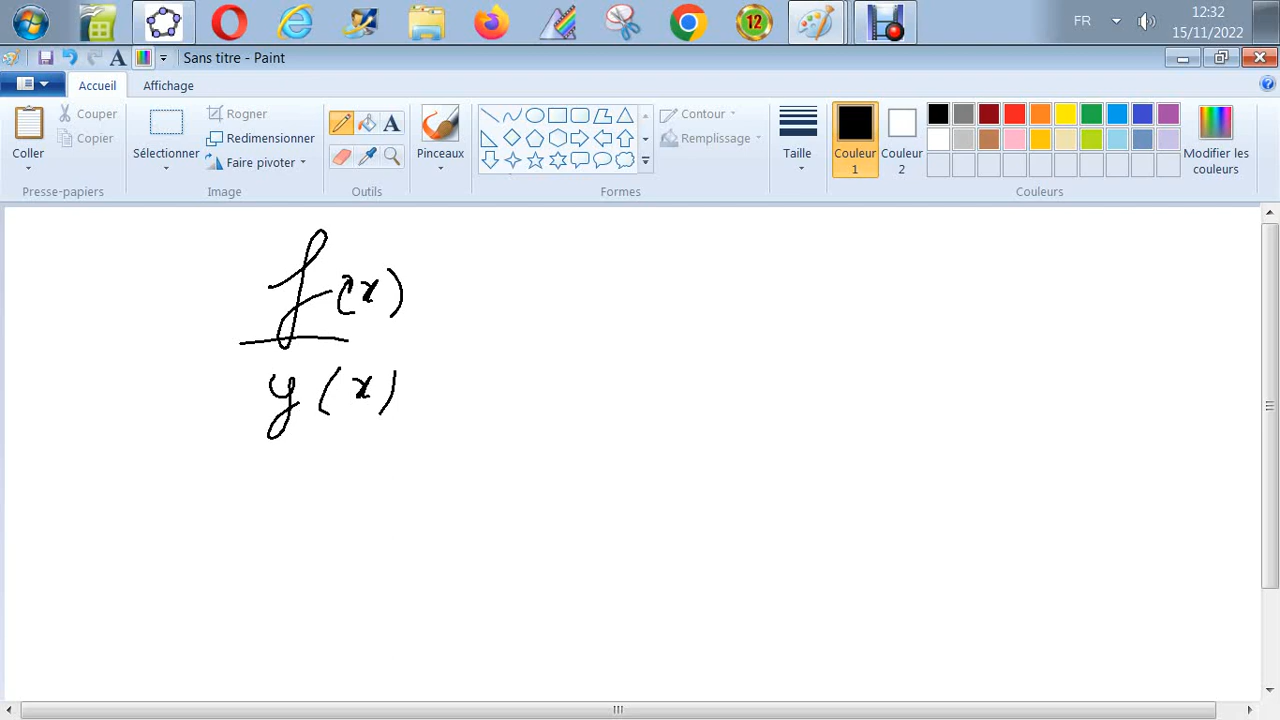 12
FR
12:32
15/11/2022
Sans titre - Paint
Accueil
Affichage
Coller
Couper
Copier
Presse-papiers
Sélectionner
Rogner
Redimensionner
Faire pivoter
Image
A
Outils
Pinceaux
Contour
Remplissage
Formes
Taille
Couleur
1
Couleur
2
Modifier les
couleurs
Couleurs
f(x)
y(x)